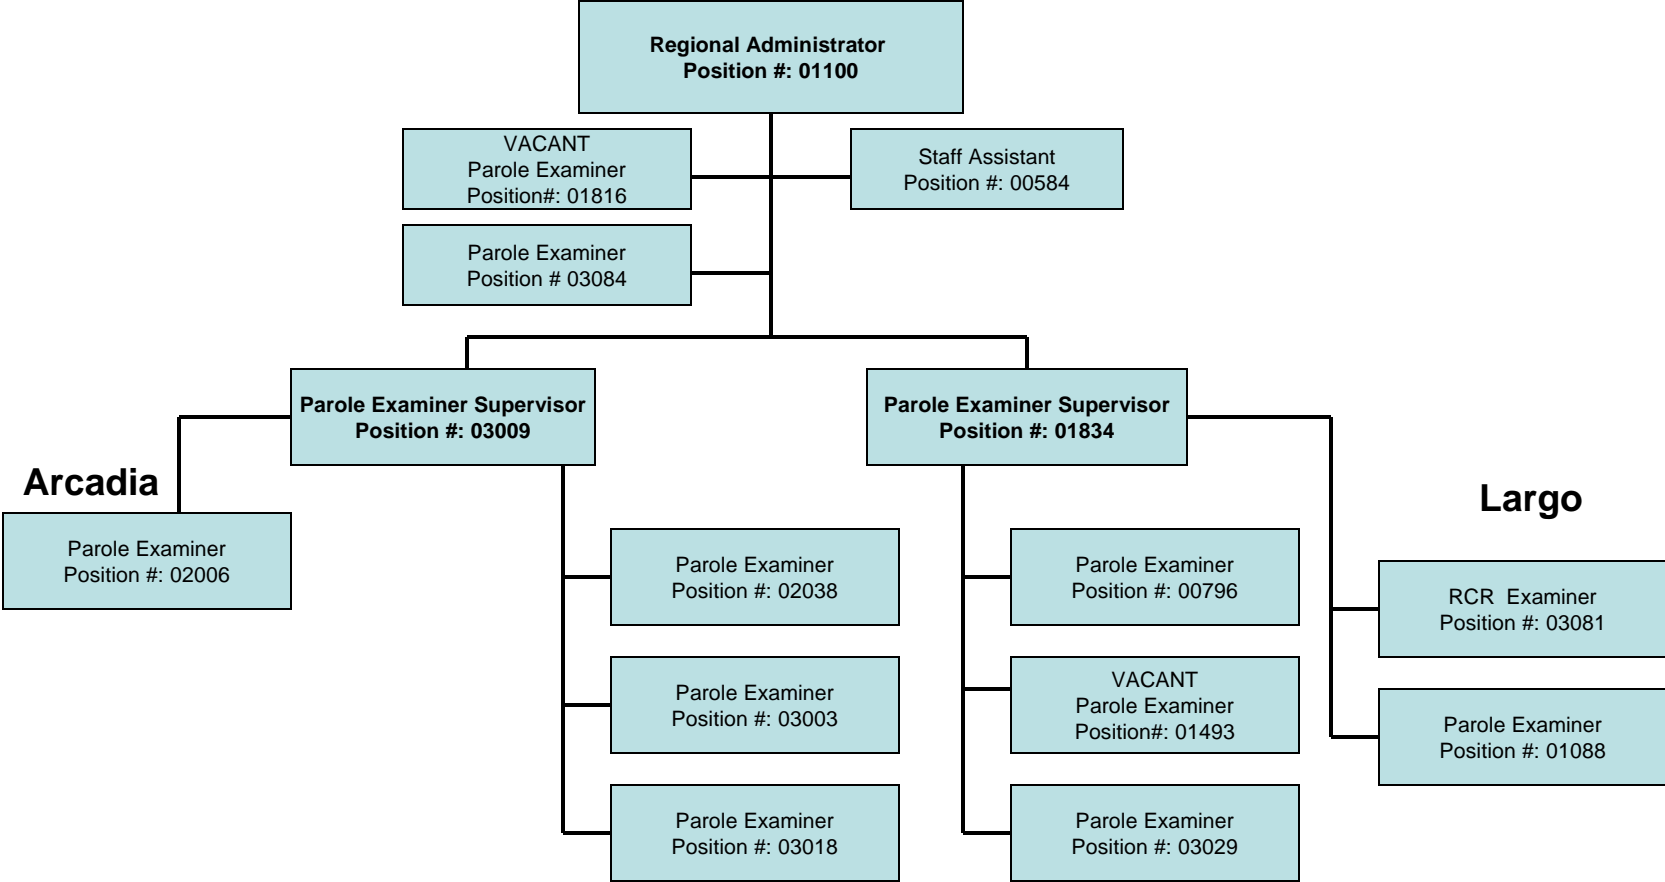 Regional Administrator
Position #: 01100
VACANT
Parole Examiner
Position#: 01816
Staff Assistant
Position #: 00584
Parole Examiner
Position # 03084
Parole Examiner Supervisor
Position #: 03009
Parole Examiner Supervisor
Position #: 01834
Arcadia
Parole Examiner
Position #: 02006
Parole Examiner
Position #: 02038
Parole Examiner
Position #: 03003
Parole Examiner
Position #: 03018
Parole Examiner
Position #: 00796
VACANT
Parole Examiner
Position#: 01493
Parole Examiner
Position #: 03029
Largo
RCR  Examiner
Position #: 03081
Parole Examiner
Position #: 01088